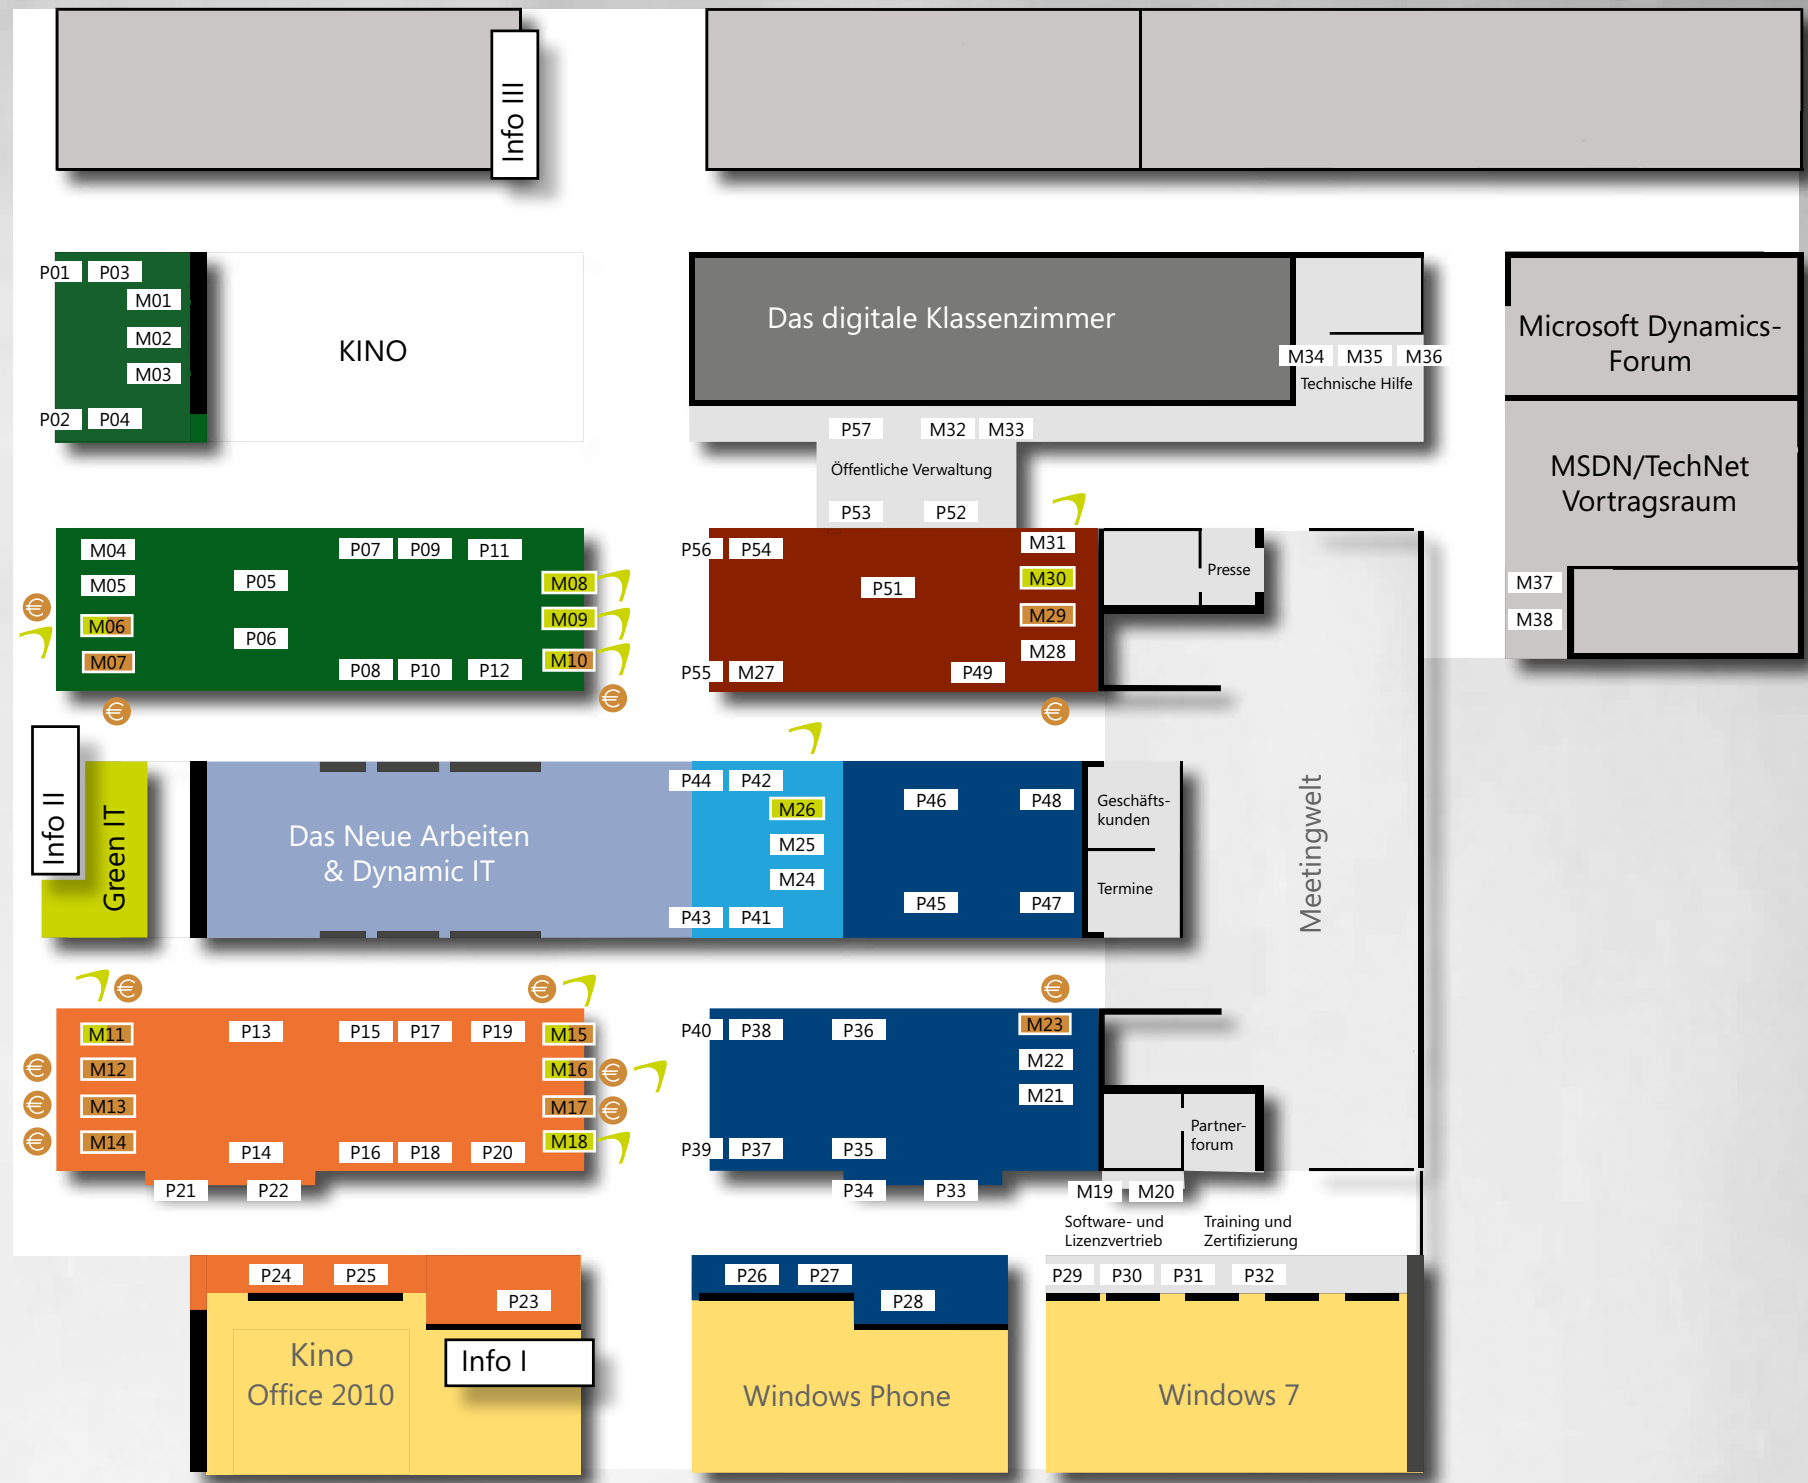 Info III
P01 P03
M01
M02
M03
P02 P04
KINO
Das digitale Klassenzimmer
M34 M35 M36
Technische Hilfe
P57 M32 M33
Öffentliche Verwaltung
P53 P52
Microsoft Dynamics-
Forum
MSDN/TechNet
Vortragsraum
M37
M38
M04 P07 P09 P11
M05 P05 M08
€
M06 P06 M09
M07 P08 P10 P12 M10
€ €
P56 P54 M31
P51 M30
M29
M28
P55 M27 P49
€
Presse
Info II
Green IT
Das Neue Arbeiten
& Dynamic IT
P44 P42
M26
M25
M24
P43 P41
P46 P48
P45 P47
Geschäfts-
kunden
Termine
Meetingwelt
€ € €
M11 P13 P15 P17 P19 M15
€ M12 M16 €
€ M13 M17 €
€ M14 P14 P16 P18 P20 M18
P21 P22
P40 P38 P36 M23
M22
M21
P39 P37 P35
P34 P33
Partner-
forum
M19 M20
Software- und
Lizenzvertrieb
Training und
Zertifizierung
P24 P25
P23
Info I
Kino
Office 2010
P26 P27
P28
Windows Phone
P29 P30 P31 P32
Windows 7